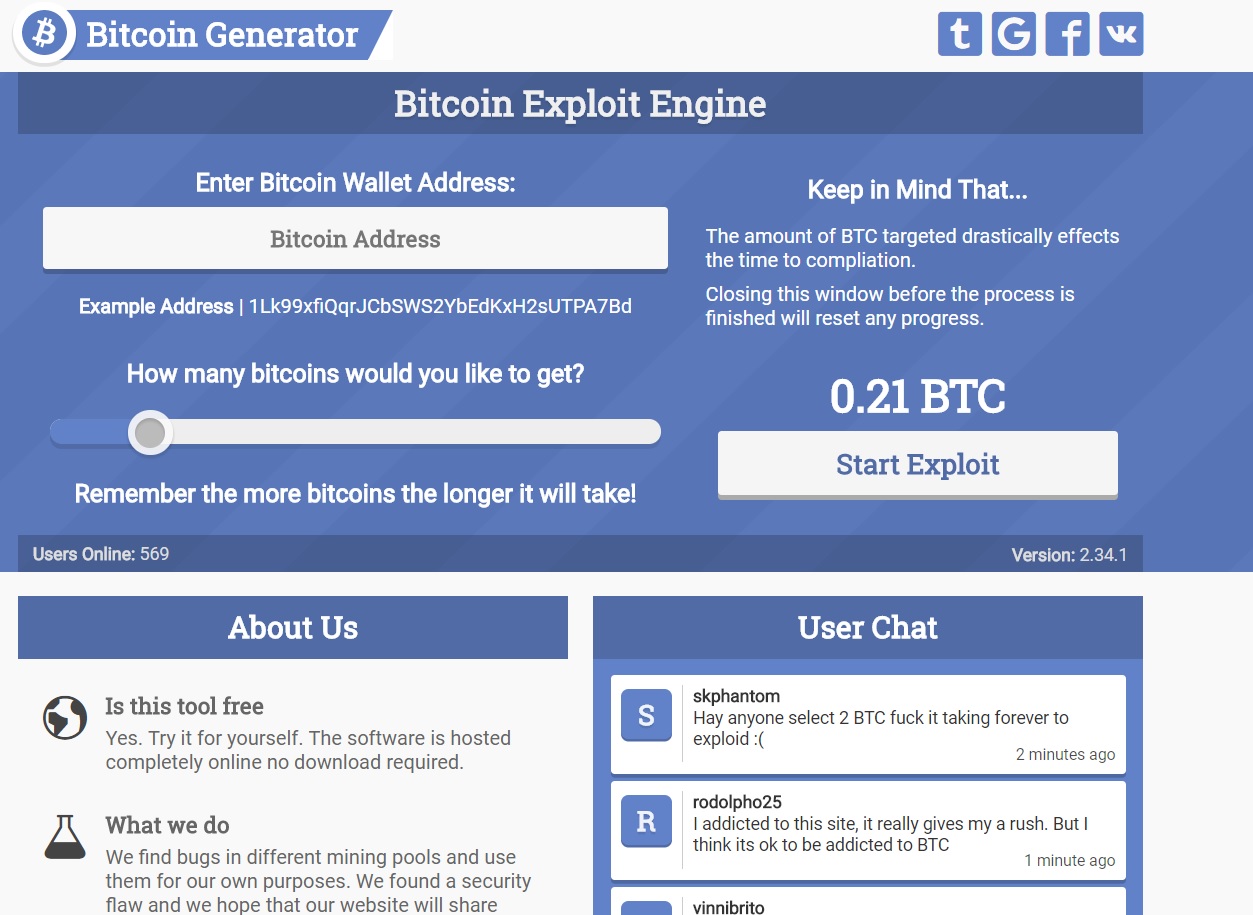 Bitcoin Generator
Bitcoin Exploit Engine
Enter Bitcoin Wallet Address:
Bitcoin Address
Example Address | 1Lk99xfiQqrJCbSWS2YbEdKxH2sUTPA7Bd
How many bitcoins would you like to get?
Remember the more bitcoins the longer it will take!
Keep in Mind That...
The amount of BTC targeted drastically effects
the time to compliation.
Closing this window before the process is
finished will reset any progress.
0.21 BTC
Start Exploit
Users Online: 569
Version: 2.34.1
About Us
Is this tool free
Yes. Try it for yourself. The software is hosted
completely online no download required.
What we do
We find bugs in different mining pools and use
them for our own purposes. We found a security
flaw and we hope that our website will share
User Chat
S
skphantom
Hay anyone select 2 BTC fuck it taking forever to
exploid :(
2 minutes ago
R
rodolpho25
I addicted to this site, it really gives my a rush. But I
think its ok to be addicted to BTC
1 minute ago
vinnibrito